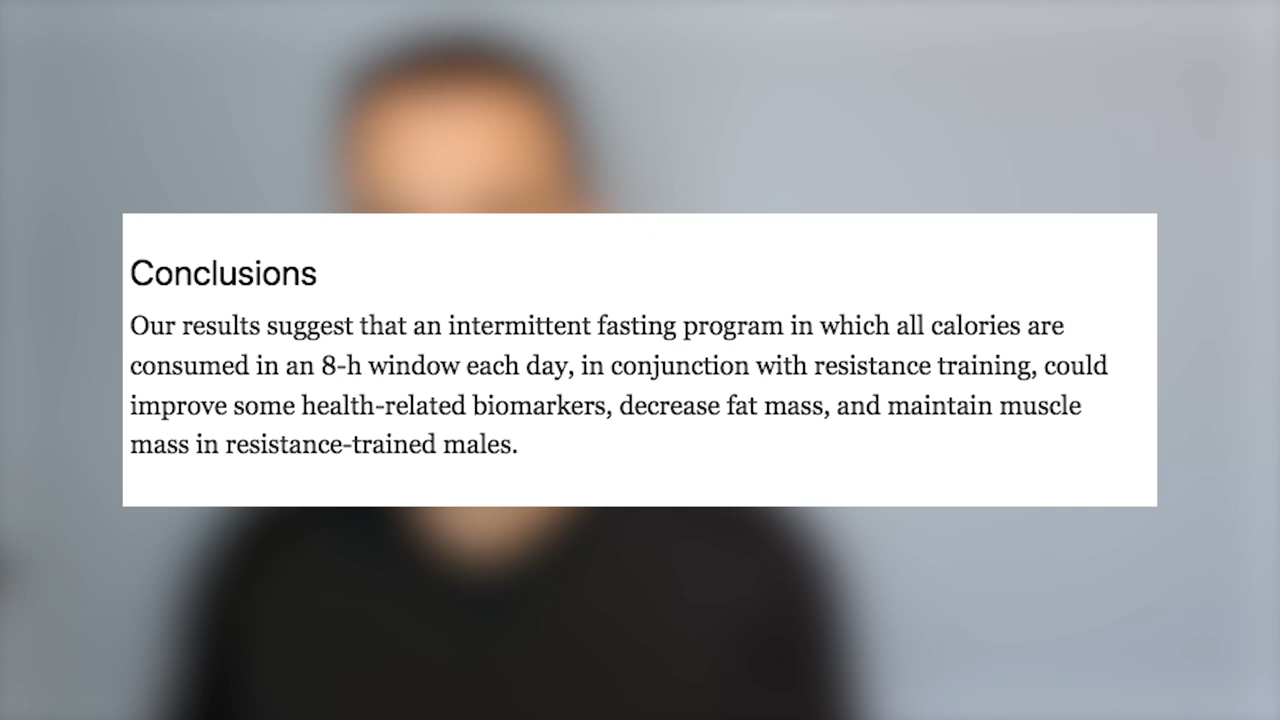 Conclusions
Our results suggest that an intermittent fasting program in which all calories are
consumed in an 8-h window each day, in conjunction with resistance training, could
improve some health-related biomarkers, decrease fat mass, and maintain muscle
mass in resistance-trained males.